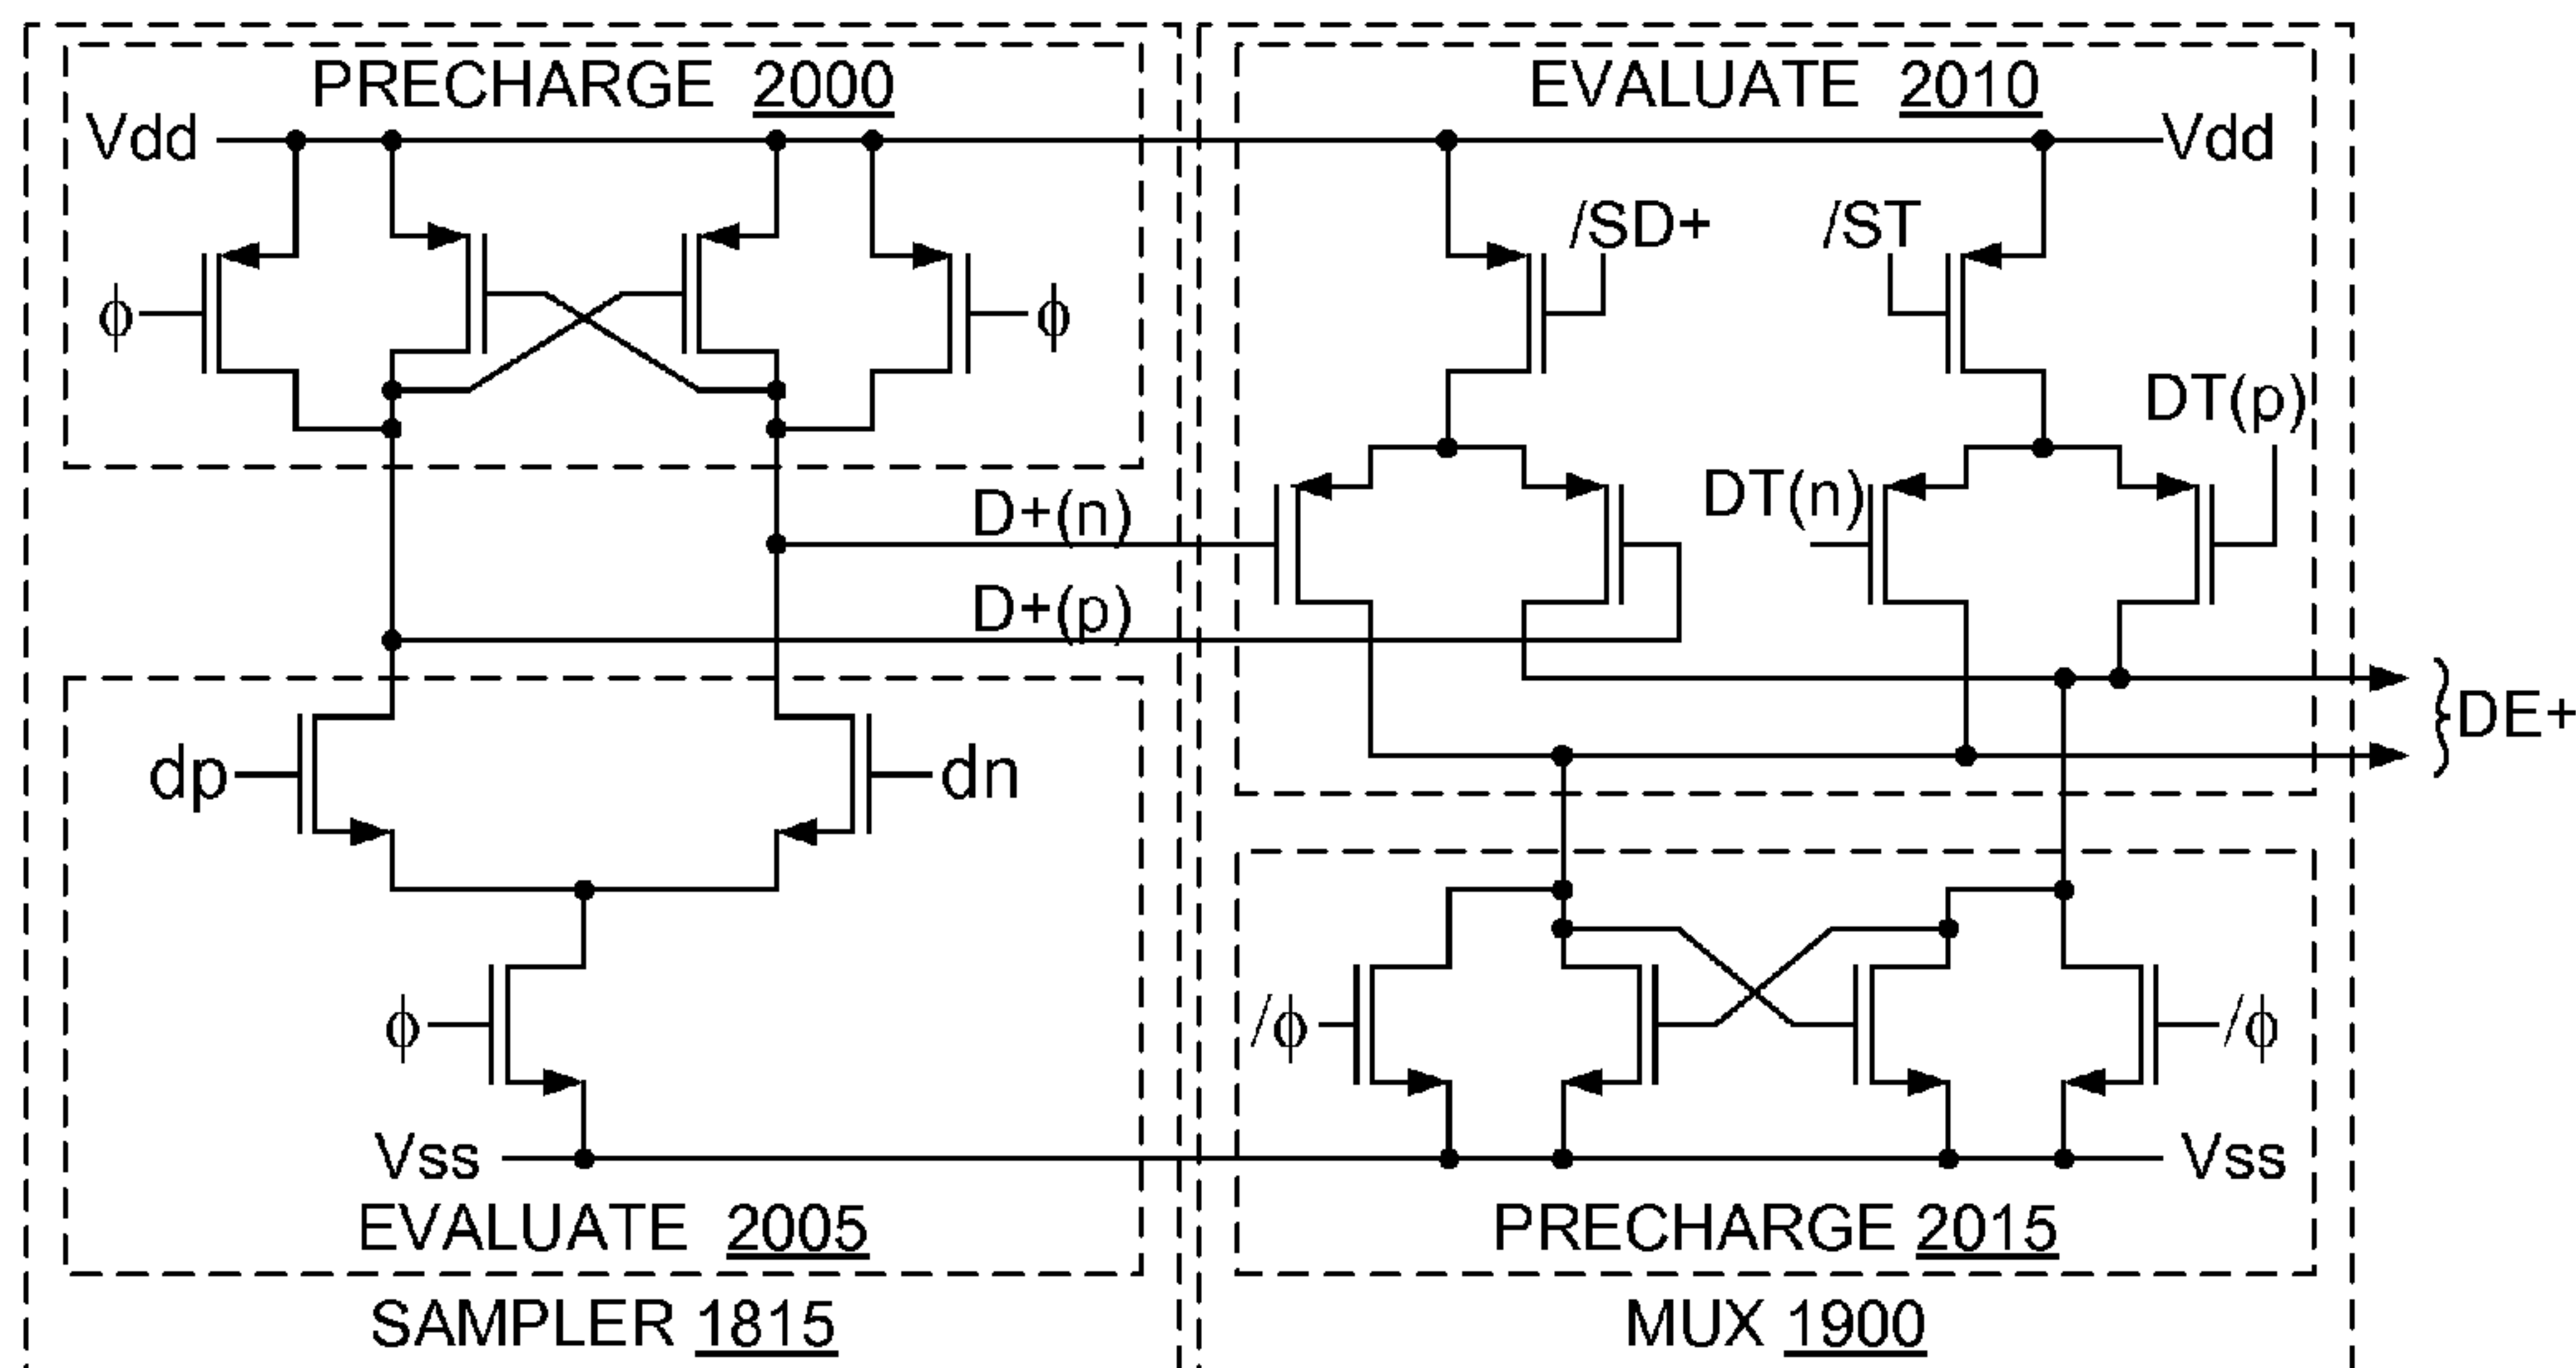 PRECHARGE 2000
EVALUATE 2010
Vdd
Vdd
/SD+
/ST
ϕ
ϕ
DT(p)
DT(n)
D+(n)
D+(p)
DE+
dp
dn
ϕ
/ϕ
/ϕ
Vss
Vss
EVALUATE 2005
PRECHARGE 2015
SAMPLER 1815
MUX 1900